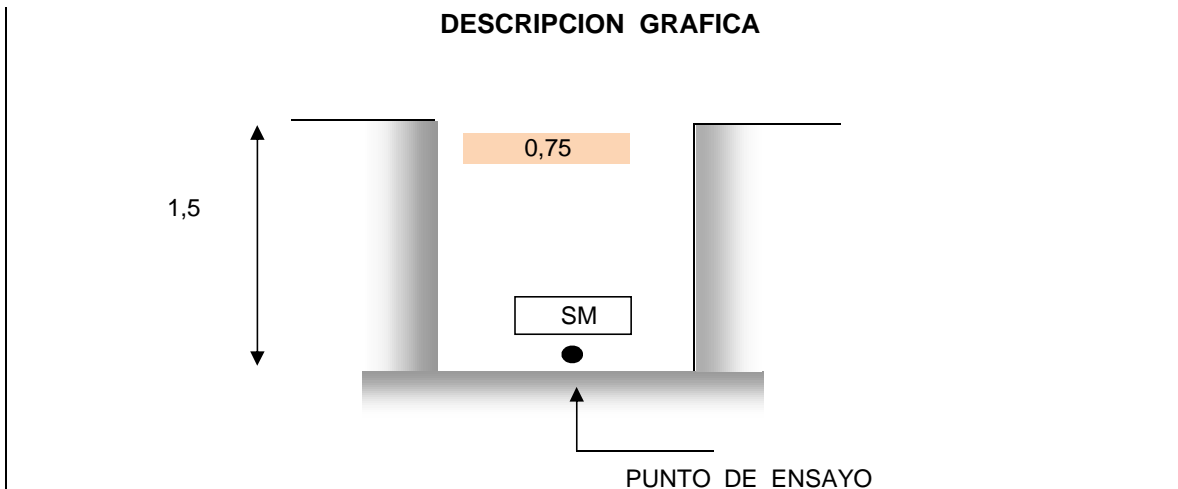 DESCRIPCION GRAFICA
0,75
1,5
SM
PUNTO DE ENSAYO